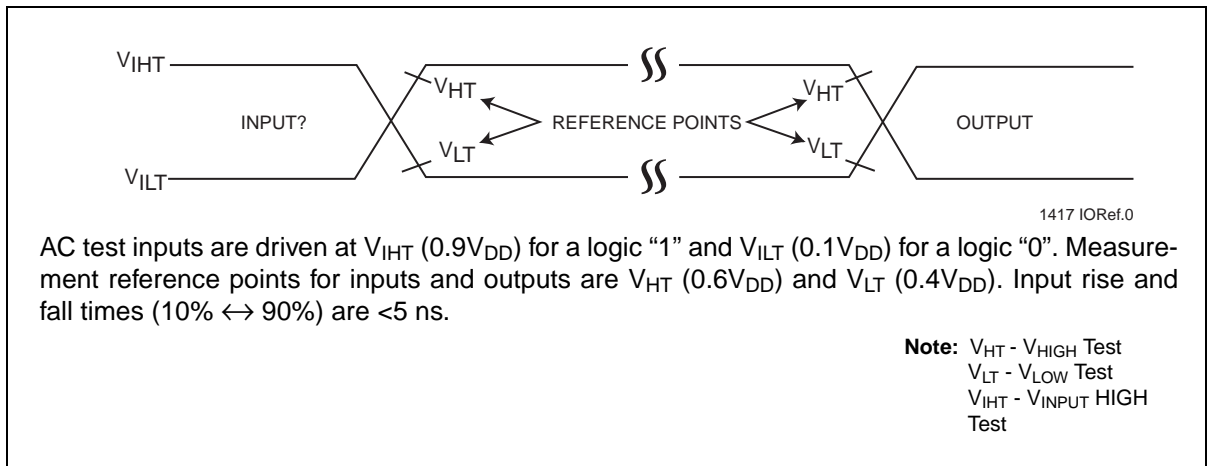 VIHT
VHT
VHT
INPUT?
REFERENCE POINTS
OUTPUT
VLT
VLT
VILT
1417 IORef.0
AC test inputs are driven at VIHT (0.9VDD) for a logic “1” and VILT (0.1VDD) for a logic “0”. Measure-
ment reference points for inputs and outputs are VHT (0.6VDD) and VLT (0.4VDD). Input rise and
fall times (10% ↔ 90%) are <5 ns.
Note: VHT - VHIGH Test
VLT - VLOW Test
VIHT - VINPUT HIGH
Test